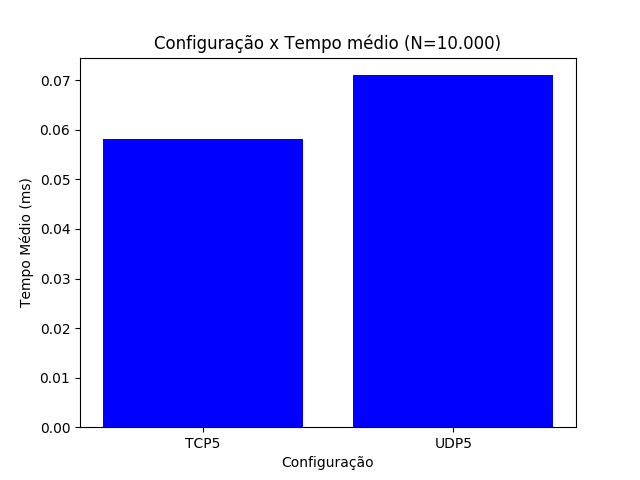 Configuração x Tempo médio (N=10.000)
Tempo Médio (ms)
0.07
0.06
0.05
0.04
0.03
0.02
0.01
0.00
TCP5 UDP5
Configuração